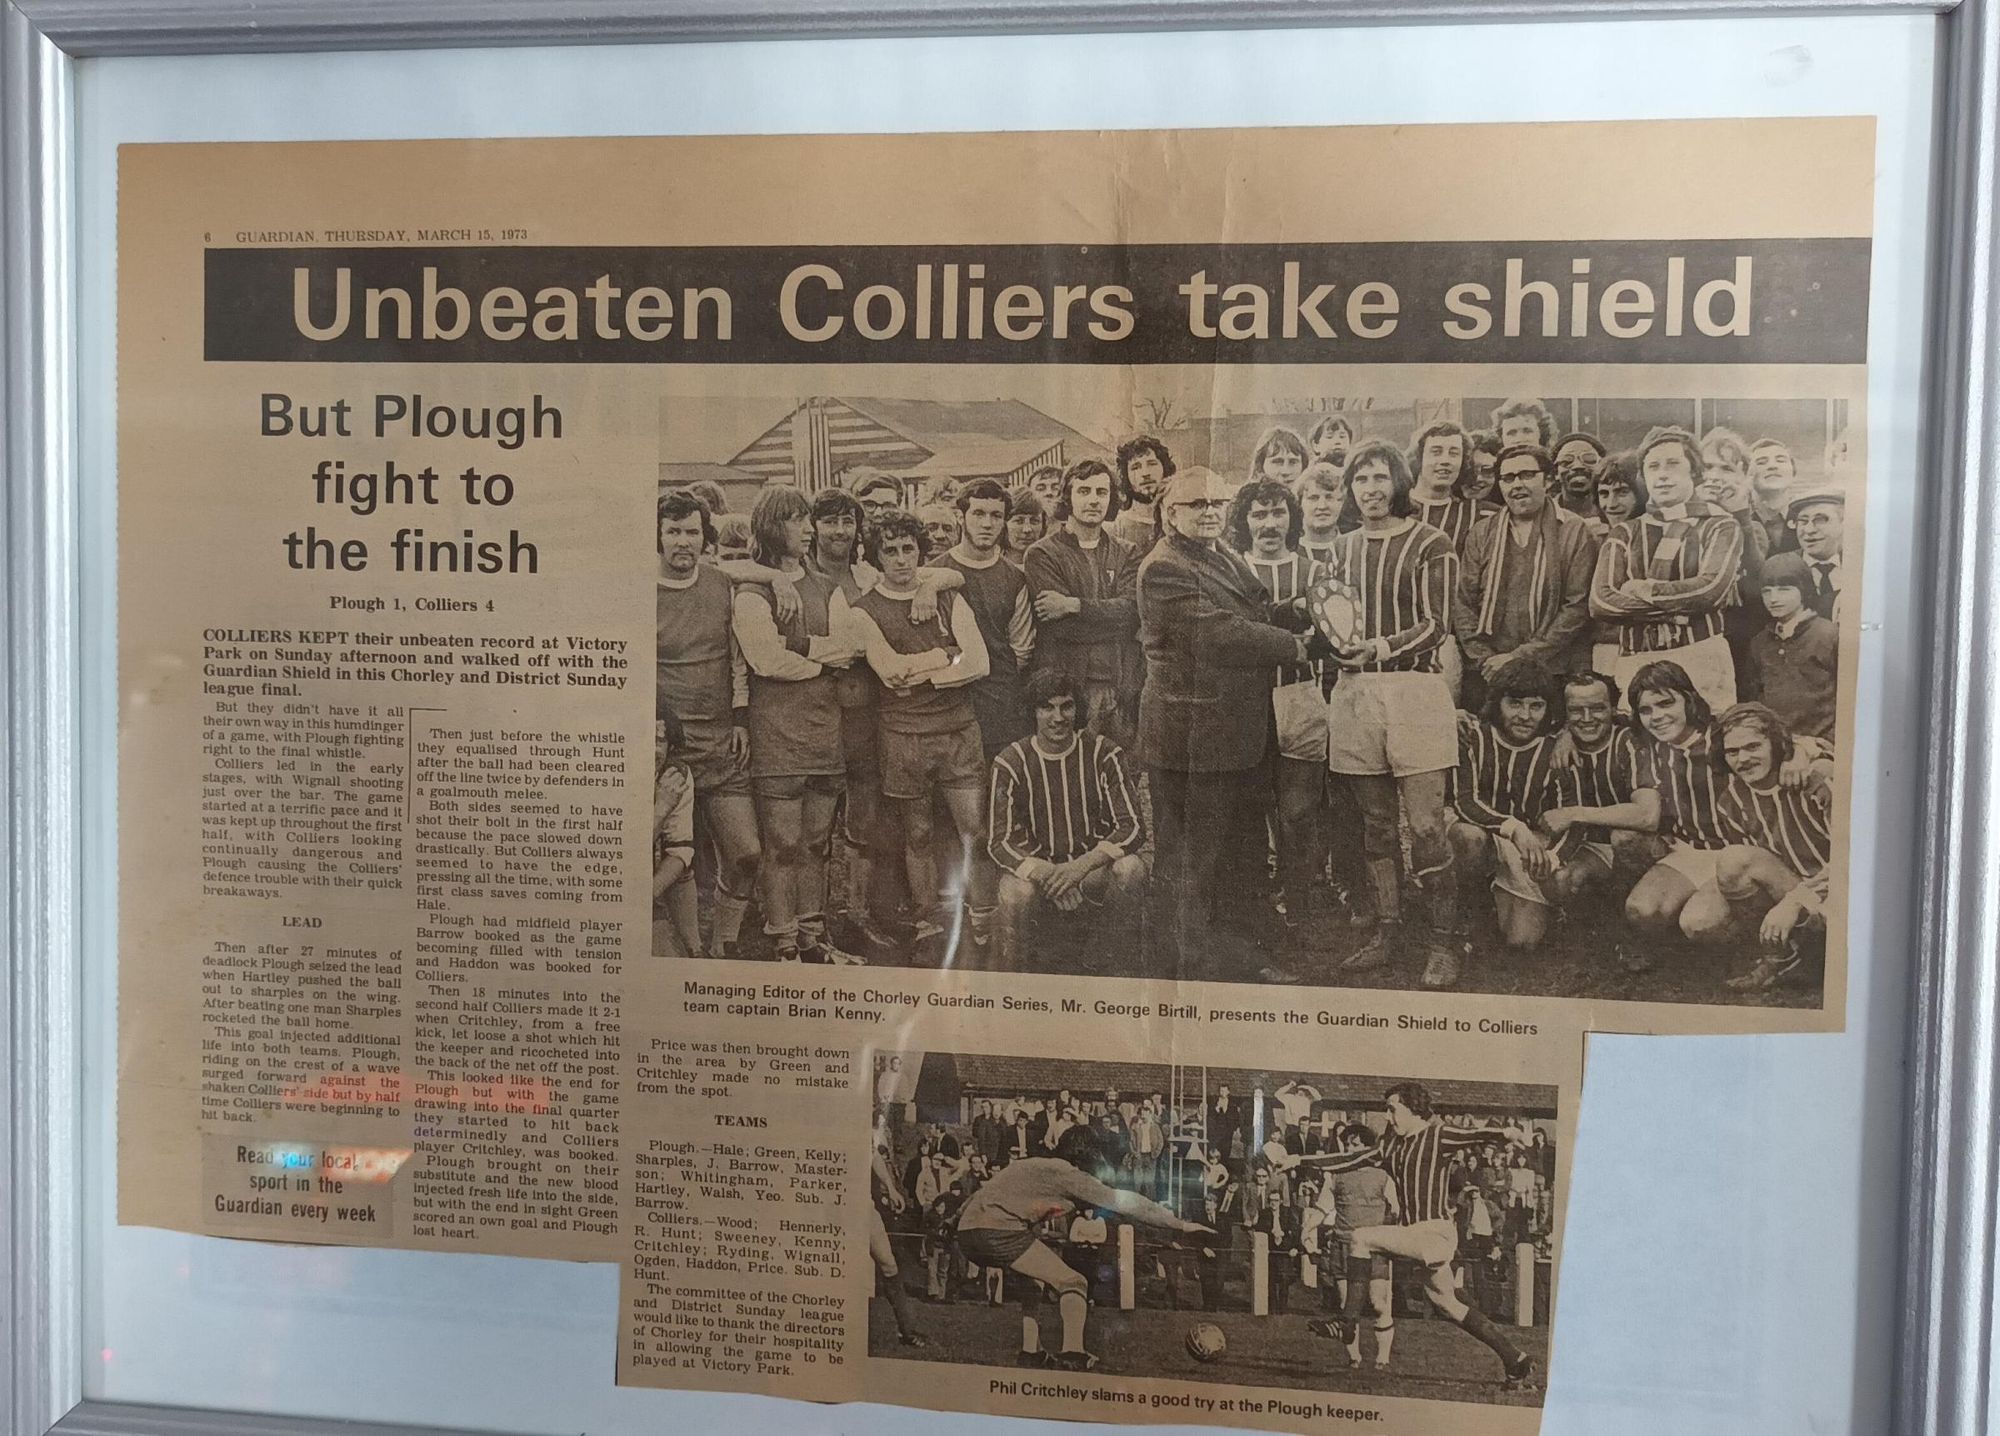 6 GUARDIAN, THURSDAY, MARCH 15, 1973
Unbeaten Colliers take shield
But Plough
fight to
the finish
Plough 1, Colliers 4
COLLIERS KEPT their unbeaten record at Victory
Park on Sunday afternoon and walked off with the
Guardian Shield in this Chorley and District Sunday
league final.
But they didn't have it all
their own way in this humdinger
of a game, with Plough fighting
right to the final whistle.
Colliers led in the early
stages, with Wignall shooting
just over the bar. The game
started at a terrific pace and it
was kept up throughout the first
half, with Colliers looking
continually dangerous and
Plough causing the Colliers'
defence trouble with their quick
breakaways.
LEAD
Then after 27 minutes of
deadlock Plough seized the lead
when Hartley pushed the ball
out to sharples on the wing.
After beating one man Sharples
rocketed the ball home.
This goal injected additional
life into both teams. Plough,
riding on the crest of a wave
surged forward against the
shaken Colliers' side but by half
time Colliers were beginning to
hit back.
Read your local
sport in the
Guardian every week
Then just before the whistle
they equalised through Hunt
after the ball had been cleared
off the line twice by defenders in
a goalmouth melee.
Both sides seemed to have
shot their bolt in the first half
because the pace slowed down
drastically. But Colliers always
seemed to have the edge,
pressing all the time, with some
first class saves coming from
Hale.
Plough had midfield player
Barrow booked as the game
becoming filled with tension
and Haddon was booked for
Colliers.
Then 18 minutes into the
second half Colliers made it 2-1
when Critchley, from a free
kick, let loose a shot which hit
the keeper and ricocheted into
the back of the net off the post.
This looked like the end for
Plough but with the game
drawing into the final quarter
they started to hit back
determinedly and Colliers
player Critchley, was booked.
Plough brought on their
substitute and the new blood
injected fresh life into the side,
but with the end in sight Green
scored an own goal and Plough
lost heart.
Managing Editor of the Chorley Guardian Series, Mr. George Birtill, presents the Guardian Shield to Colliers
team captain Brian Kenny.
Price was then brought down
in the area by Green and
Critchley made no mistake
from the spot.
TEAMS
Plough.—Hale; Green, Kelly;
Sharples, J. Barrow, Master-
son; Whitingham, Parker,
Hartley, Walsh, Yeo. Sub. J.
Barrow.
Colliers.—Wood; Hennerly,
R. Hunt; Sweeney, Kenny,
Critchley; Ryding, Wignall,
Ogden, Haddon, Price. Sub. D.
Hunt.
The committee of the Chorley
and District Sunday league
would like to thank the directors
of Chorley for their hospitality
in allowing the game to be
played at Victory Park.
Phil Critchley slams a good try at the Plough keeper.